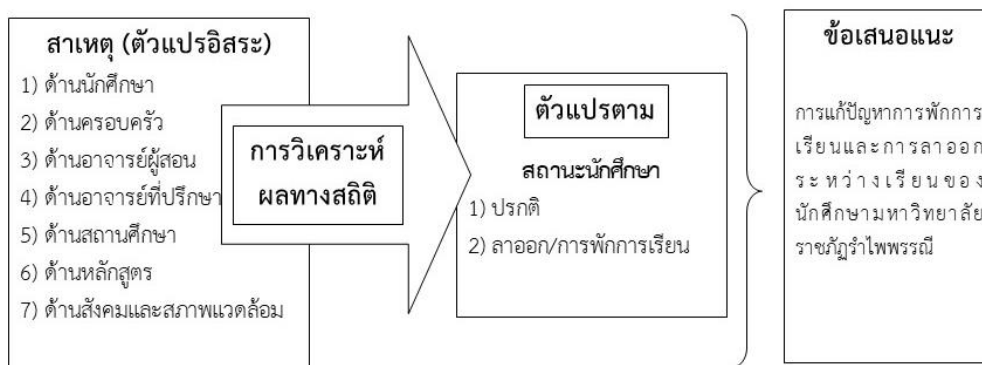 สาเหตุ (ตัวแปรอิสระ)
1) ด้านนักศึกษา
2) ด้านครอบครัว
3) ด้านอาจารย์ผู้สอน
4) ด้านอาจารย์ที่ปรึกษา
5) ด้านสถานศึกษา
6) ด้านหลักสูตร
7) ด้านสังคมและสภาพแวดล้อม
การวิเคราะห์
ผลทางสถิติ
ตัวแปรตาม
สถานะนักศึกษา
1) ปรกติ
2) ลาออก/การพักการเรียน
ข้อเสนอแนะ
การแก้ปัญหาการพักการ
เรียนและการลาออก
ระหว่างเรียนของ
นักศึกษามหาวิทยาลัย
ราชภัฏรำไพพรรณี